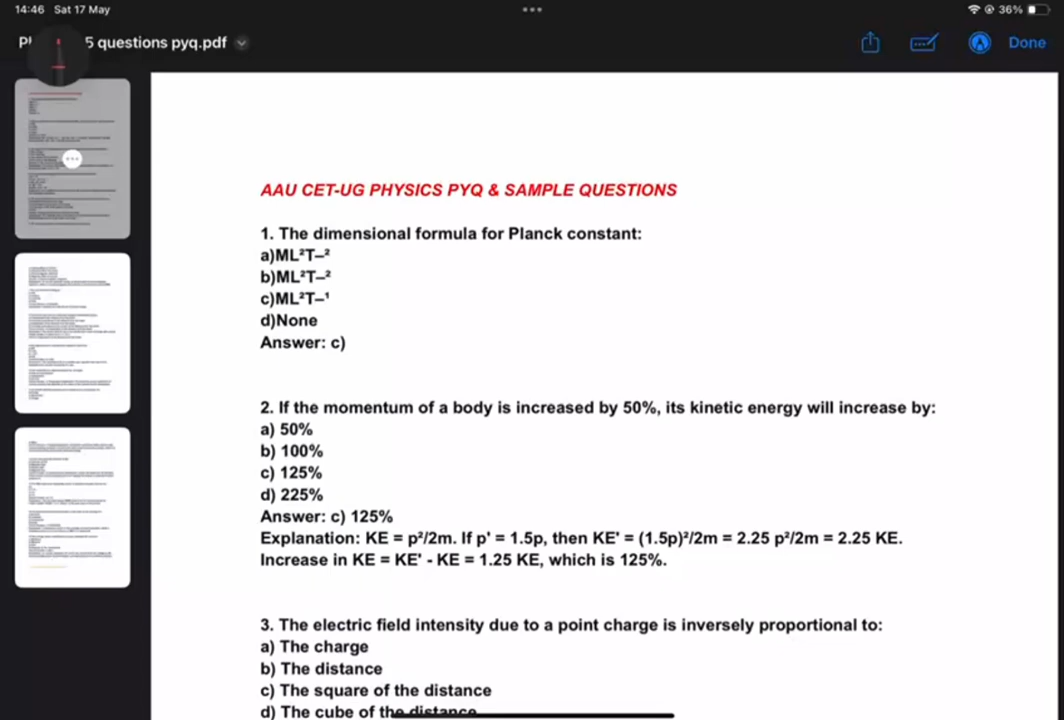 14:46 Sat 17 May
36%
5 questions pyq.pdf
Done
AAU CET-UG PHYSICS PYQ & SAMPLE QUESTIONS
1. The dimensional formula for Planck constant:
a)ML²T–²
b)ML²T–²
c)ML²T–¹
d)None
Answer: c)
2. If the momentum of a body is increased by 50%, its kinetic energy will increase by:
a) 50%
b) 100%
c) 125%
d) 225%
Answer: c) 125%
Explanation: KE = p²/2m. If p' = 1.5p, then KE' = (1.5p)²/2m = 2.25 p²/2m = 2.25 KE.
Increase in KE = KE' - KE = 1.25 KE, which is 125%.
3. The electric field intensity due to a point charge is inversely proportional to:
a) The charge
b) The distance
c) The square of the distance
d) The cube of the distance